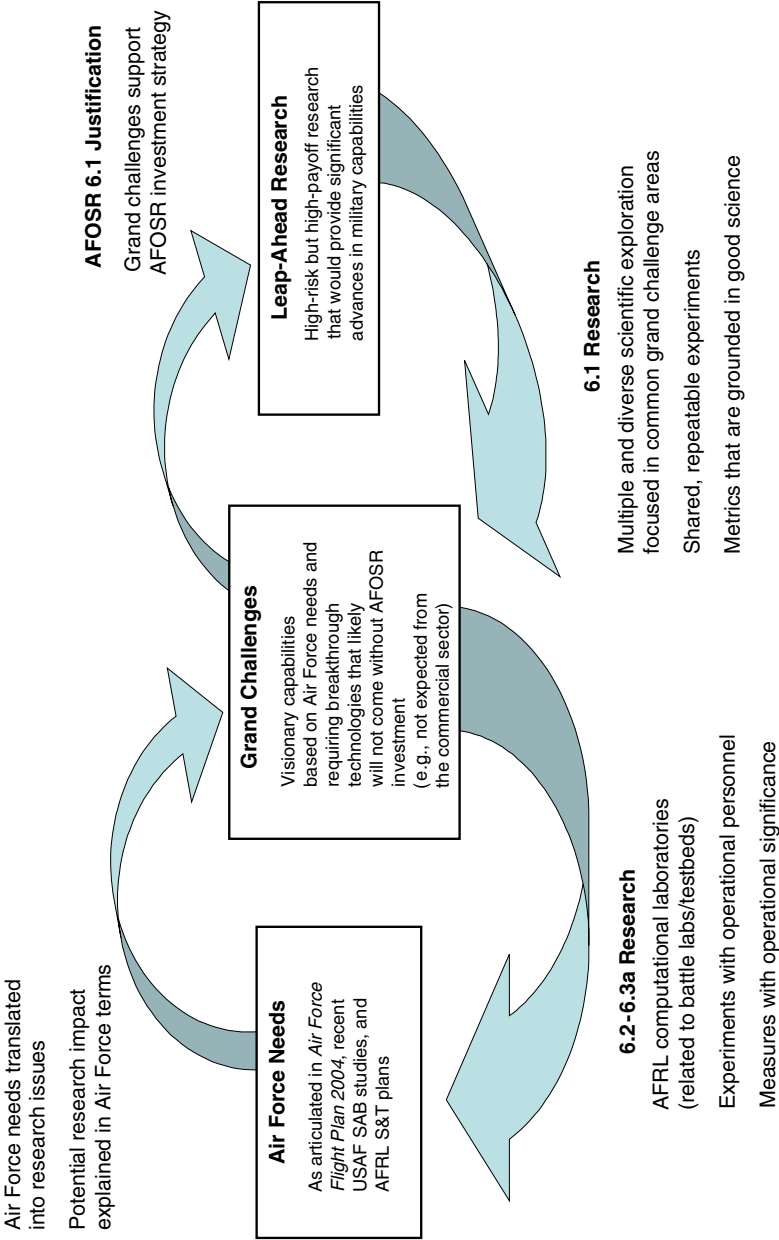 Air Force needs translated
into research issues
Potential research impact
explained in Air Force terms
Air Force Needs
As articulated in Air Force
Flight Plan 2004, recent
USAF SAB studies, and
AFRL S&T plans
Grand Challenges
Visionary capabilities
based on Air Force needs and
requiring breakthrough
technologies that likely
will not come without AFOSR
investment
(e.g., not expected from
the commercial sector)
AFOSR 6.1 Justification
Grand challenges support
AFOSR investment strategy
Leap-Ahead Research
High-risk but high-payoff research
that would provide significant
advances in military capabilities
6.2-6.3a Research
AFRL computational laboratories
(related to battle labs/testbeds)
Experiments with operational personnel
Measures with operational significance
6.1 Research
Multiple and diverse scientific exploration
focused in common grand challenge areas
Shared, repeatable experiments
Metrics that are grounded in good science